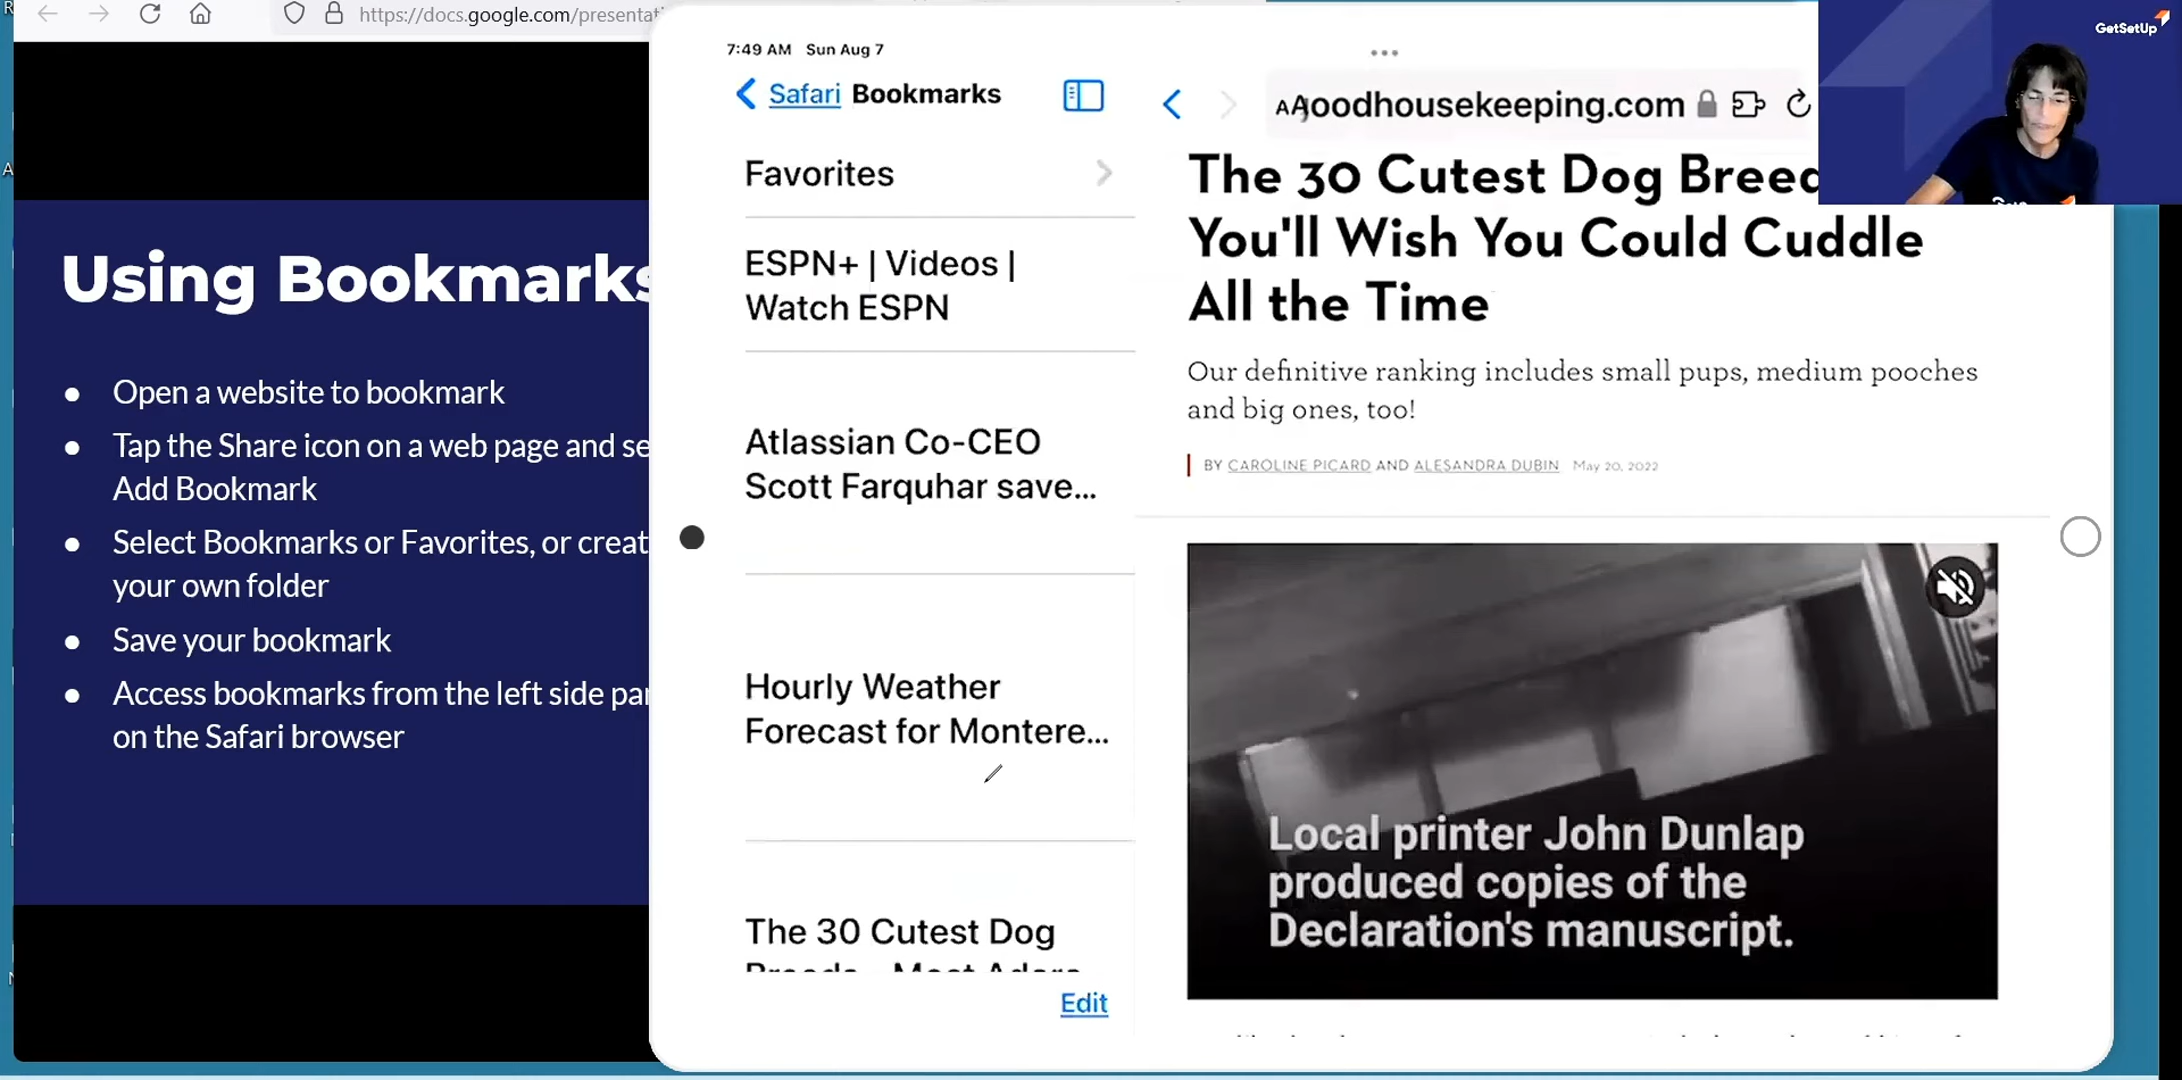 https://docs.google.com/presentat
GetSetUp
Using Bookmarks
Open a website to bookmark
Tap the Share icon on a web page and se
Add Bookmark
Select Bookmarks or Favorites, or creat
your own folder
Save your bookmark
Access bookmarks from the left side pa
on the Safari browser
7:49 AM Sun Aug 7
Safari Bookmarks
Favorites
ESPN+ | Videos |
Watch ESPN
Atlassian Co-CEO
Scott Farquhar save...
Hourly Weather
Forecast for Montere...
The 30 Cutest Dog
Edit
AA oodhousekeeping.com
The 30 Cutest Dog Breed
You'll Wish You Could Cuddle
All the Time
Our definitive ranking includes small pups, medium pooches
and big ones, too!
BY CAROLINE PICARD AND ALESANDRA DUBIN May 20, 2022
Local printer John Dunlap
produced copies of the
Declaration's manuscript.